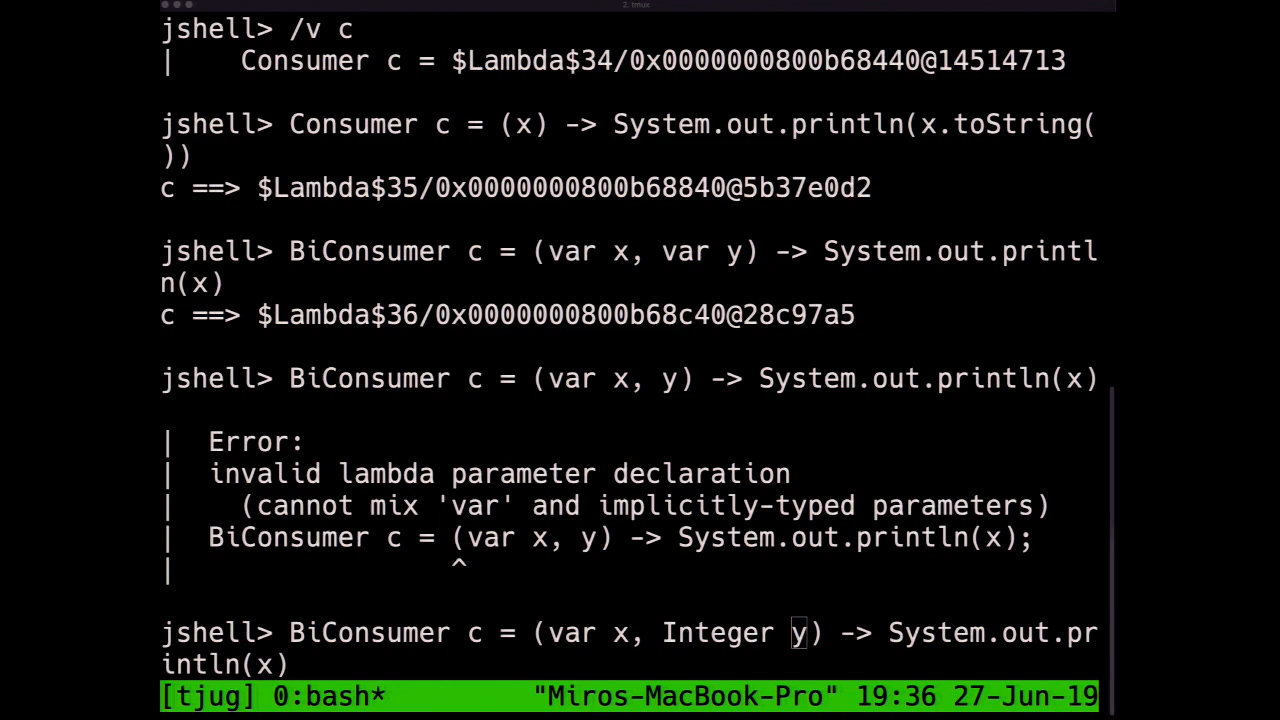 2. tmux
jshell> /v c
|    Consumer c = $Lambda$34/0x0000000800b68440@14514713
jshell> Consumer c = (x) -> System.out.println(x.toString(
))
c ==> $Lambda$35/0x0000000800b68840@5b37e0d2
jshell> BiConsumer c = (var x, var y) -> System.out.printl
n(x)
c ==> $Lambda$36/0x0000000800b68c40@28c97a5
jshell> BiConsumer c = (var x, y) -> System.out.println(x)
|  Error:
|  invalid lambda parameter declaration
|    (cannot mix 'var' and implicitly-typed parameters)
|  BiConsumer c = (var x, y) -> System.out.println(x);
|                 ^
jshell> BiConsumer c = (var x, Integer y) -> System.out.pr
intln(x)
[tjug] 0:bash*         "Miros-MacBook-Pro" 19:36 27-Jun-19